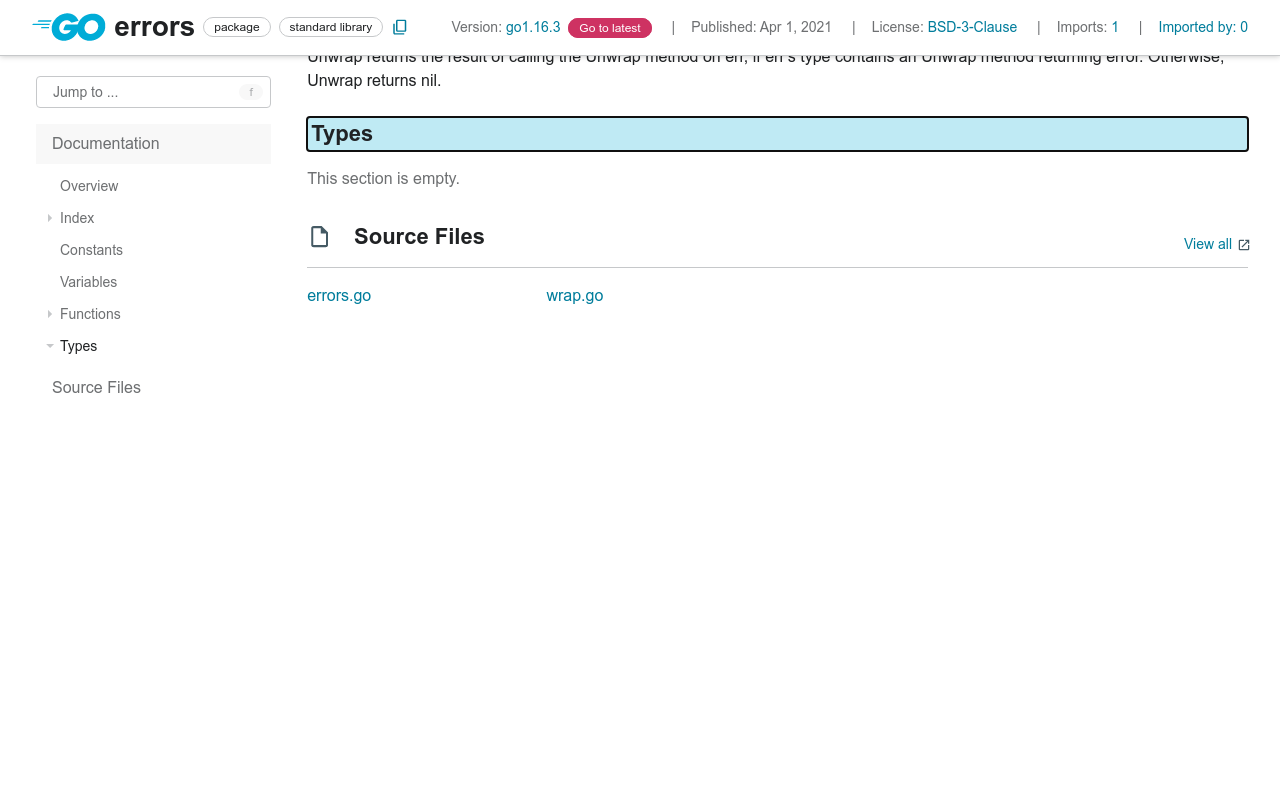 GO errors package standard library Version: go1.16.3 Go to latest | Published: Apr 1, 2021 | License: BSD-3-Clause | Imports: 1 | Imported by: 0
Jump to ... f
Documentation
Overview
Index
Constants
Variables
Functions
Types
Source Files
Unwrap returns the result of calling the Unwrap method on err, if err's type contains an Unwrap method returning error. Otherwise,
Unwrap returns nil.
Types
This section is empty.
Source Files
View all
errors.go wrap.go